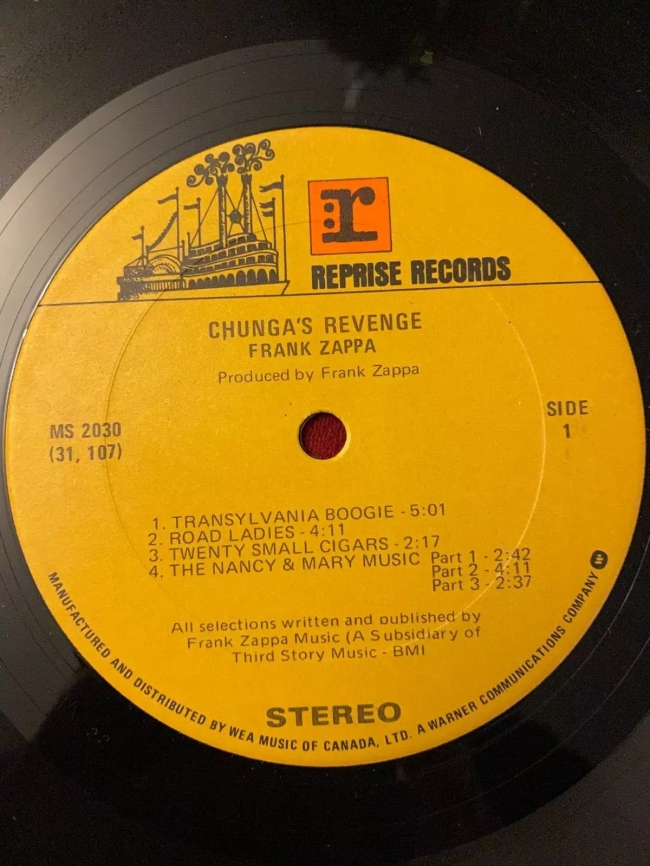 r
REPRISE RECORDS
CHUNGA'S REVENGE
FRANK ZAPPA
Produced by Frank Zappa
MS 2030
(31, 107)
SIDE
1
1. TRANSYLVANIA BOOGIE - 5:01
2. ROAD LADIES - 4:11
3. TWENTY SMALL CIGARS - 2:17
4. THE NANCY & MARY MUSIC Part 1 - 2:42
Part 2 - 4:11
Part 3 - 2:37
All selections written and published by
Frank Zappa Music (A Subsidiary of
Third Story Music - BMI
STEREO
MANUFACTURED AND DISTRIBUTED BY WEA MUSIC OF CANADA, LTD. A WARNER COMMUNICATIONS COMPANY